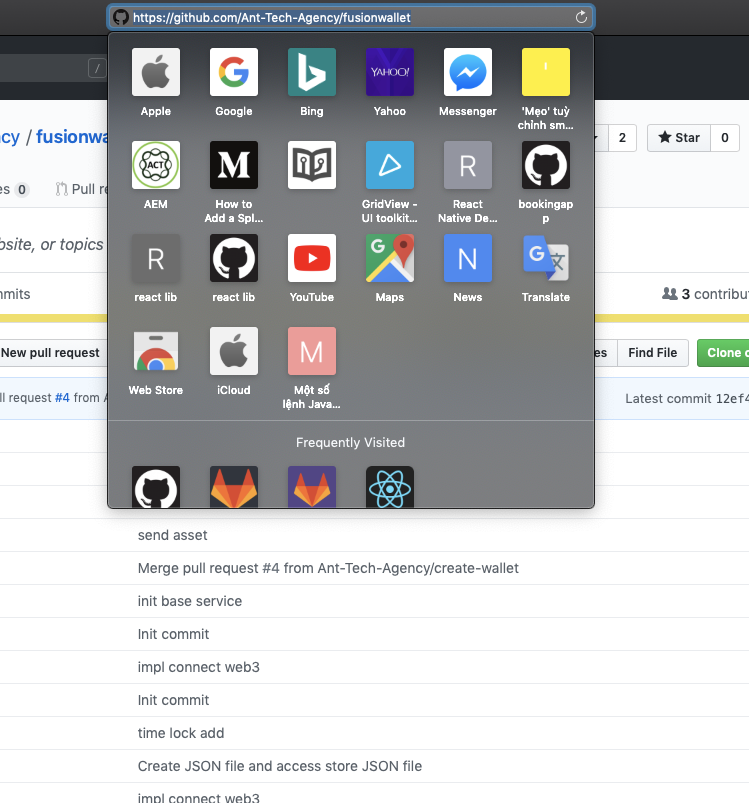 https://github.com/Ant-Tech-Agency/fusionwallet
/
YAHOO!
Apple
Google
Bing
Yahoo
Messenger
'Mẹo' tuỳ
chỉnh sm...
cy / fusionwa
2
Star
0
ACT
M
R
AEM
How to
Add a Spl...
GridView -
UI toolkit...
React
Native De...
bookingap
p
es 0
Pull re
bsite, or topics
R
G
N
G
react lib
react lib
YouTube
Maps
News
Translate
mmits
3 contribu
New pull request
M
es
Find File
Clone o
Web Store
iCloud
Một số
lệnh Java...
ll request #4 from A
Latest commit 12ef4
Frequently Visited
send asset
Merge pull request #4 from Ant-Tech-Agency/create-wallet
init base service
Init commit
impl connect web3
Init commit
time lock add
Create JSON file and access store JSON file
impl connect web3